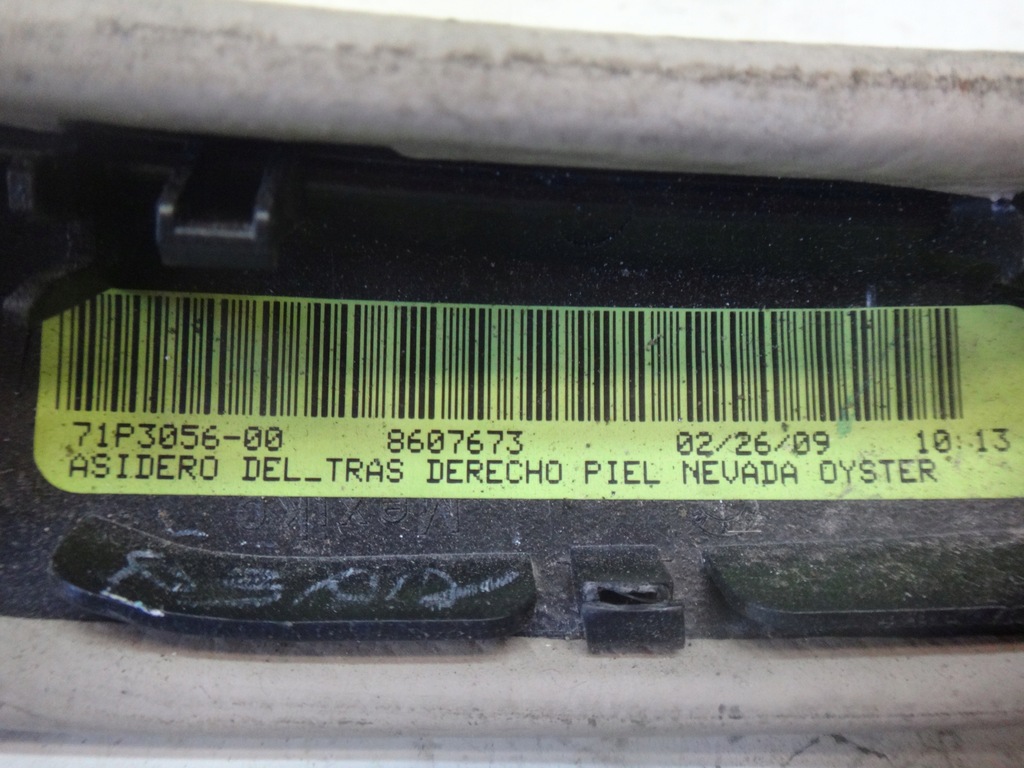 71P3056-00 8607673 02/26/09 10:13
ASIDERO DEL_TRAS DERECHO PIEL NEVADA OYSTER